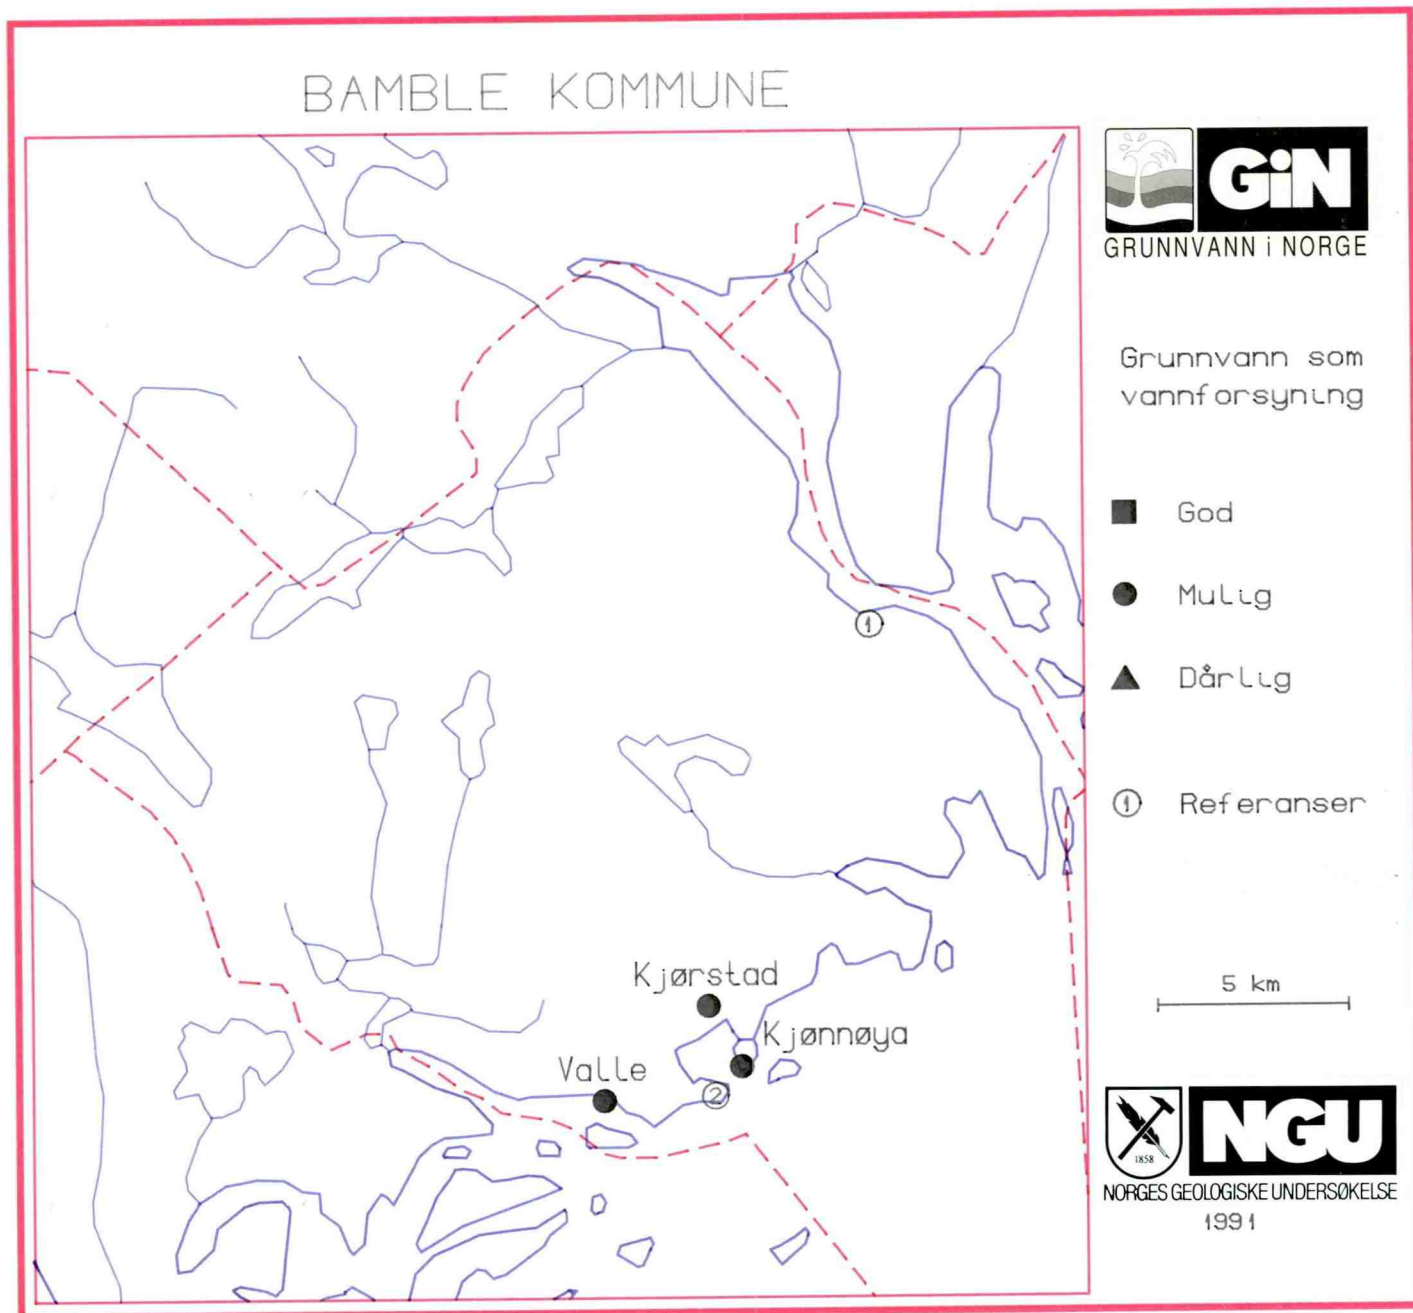 BAMBLE KOMMUNE
GiN
GRUNNVANN i NORGE
Grunnvann som
vannforsyning
God
Mulig
Dårlig
1 Referanser
5 km
1
Kjørstad
Kjønnøya
Valle
2
1858
NGU
NORGES GEOLOGISKE UNDERSØKELSE
1991